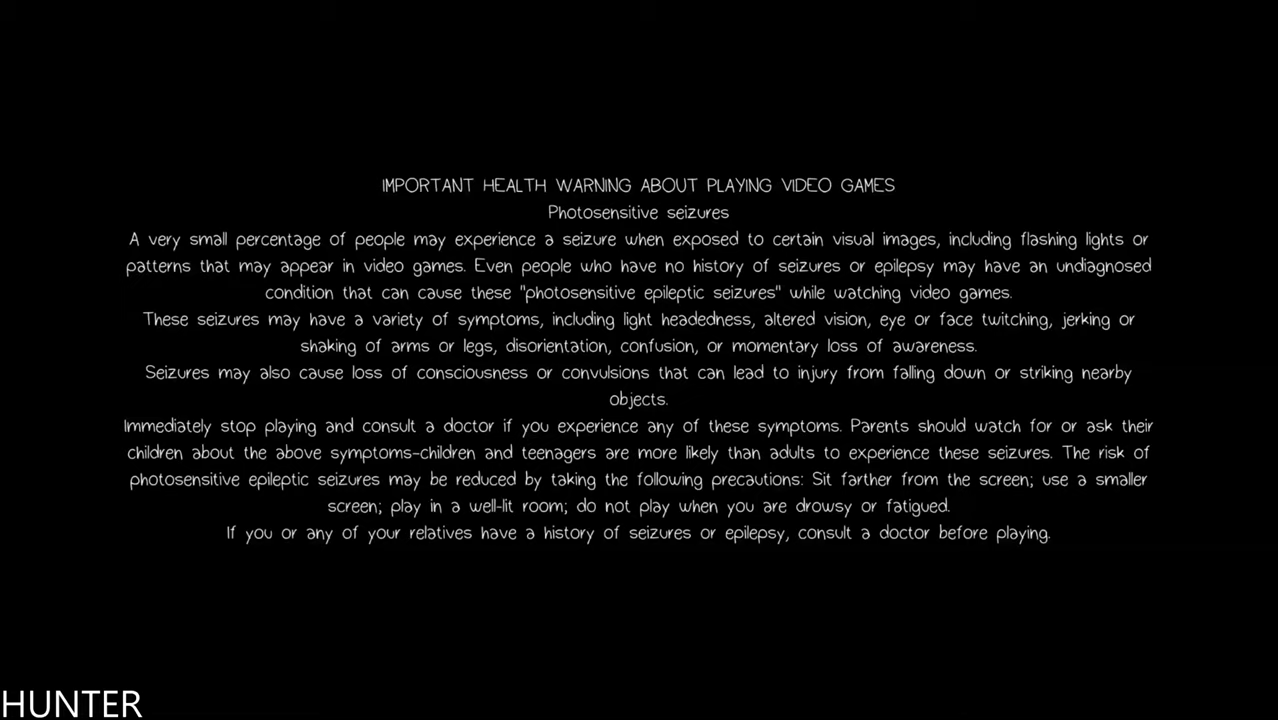 IMPORTANT HEALTH WARNING ABOUT PLAYING VIDEO GAMES
Photosensitive seizures
A very small percentage of people may experience a seizure when exposed to certain visual images, including flashing lights or
patterns that may appear in video games. Even people who have no history of seizures or epilepsy may have an undiagnosed
condition that can cause these "photosensitive epileptic seizures" while watching video games.
These seizures may have a variety of symptoms, including light headedness, altered vision, eye or face twitching, jerking or
shaking of arms or legs, disorientation, confusion, or momentary loss of awareness.
Seizures may also cause loss of consciousness or convulsions that can lead to injury from falling down or striking nearby
objects.
Immediately stop playing and consult a doctor if you experience any of these symptoms. Parents should watch for or ask their
children about the above symptoms-children and teenagers are more likely than adults to experience these seizures. The risk of
photosensitive epileptic seizures may be reduced by taking the following precautions: Sit farther from the screen; use a smaller
screen; play in a well-lit room; do not play when you are drowsy or fatigued.
If you or any of your relatives have a history of seizures or epilepsy, consult a doctor before playing.
HUNTER